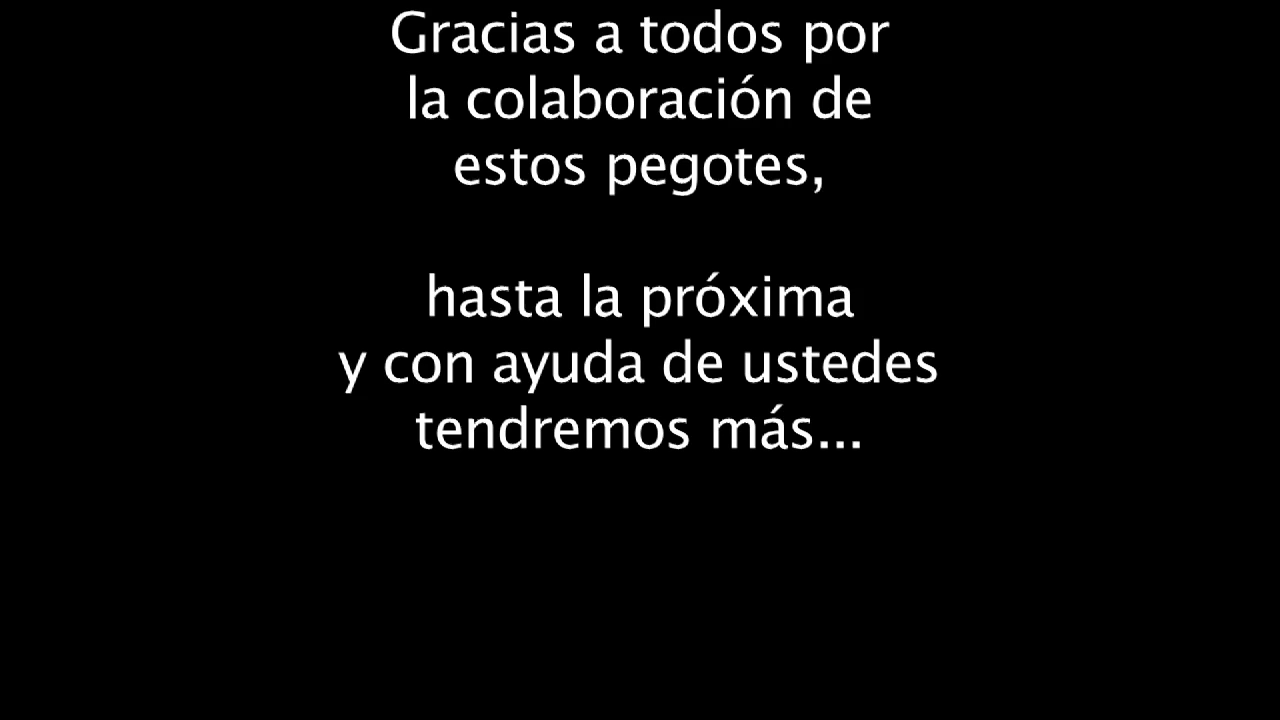 Gracias a todos por
la colaboración de
estos pegotes,
hasta la próxima
y con ayuda de ustedes
tendremos más...